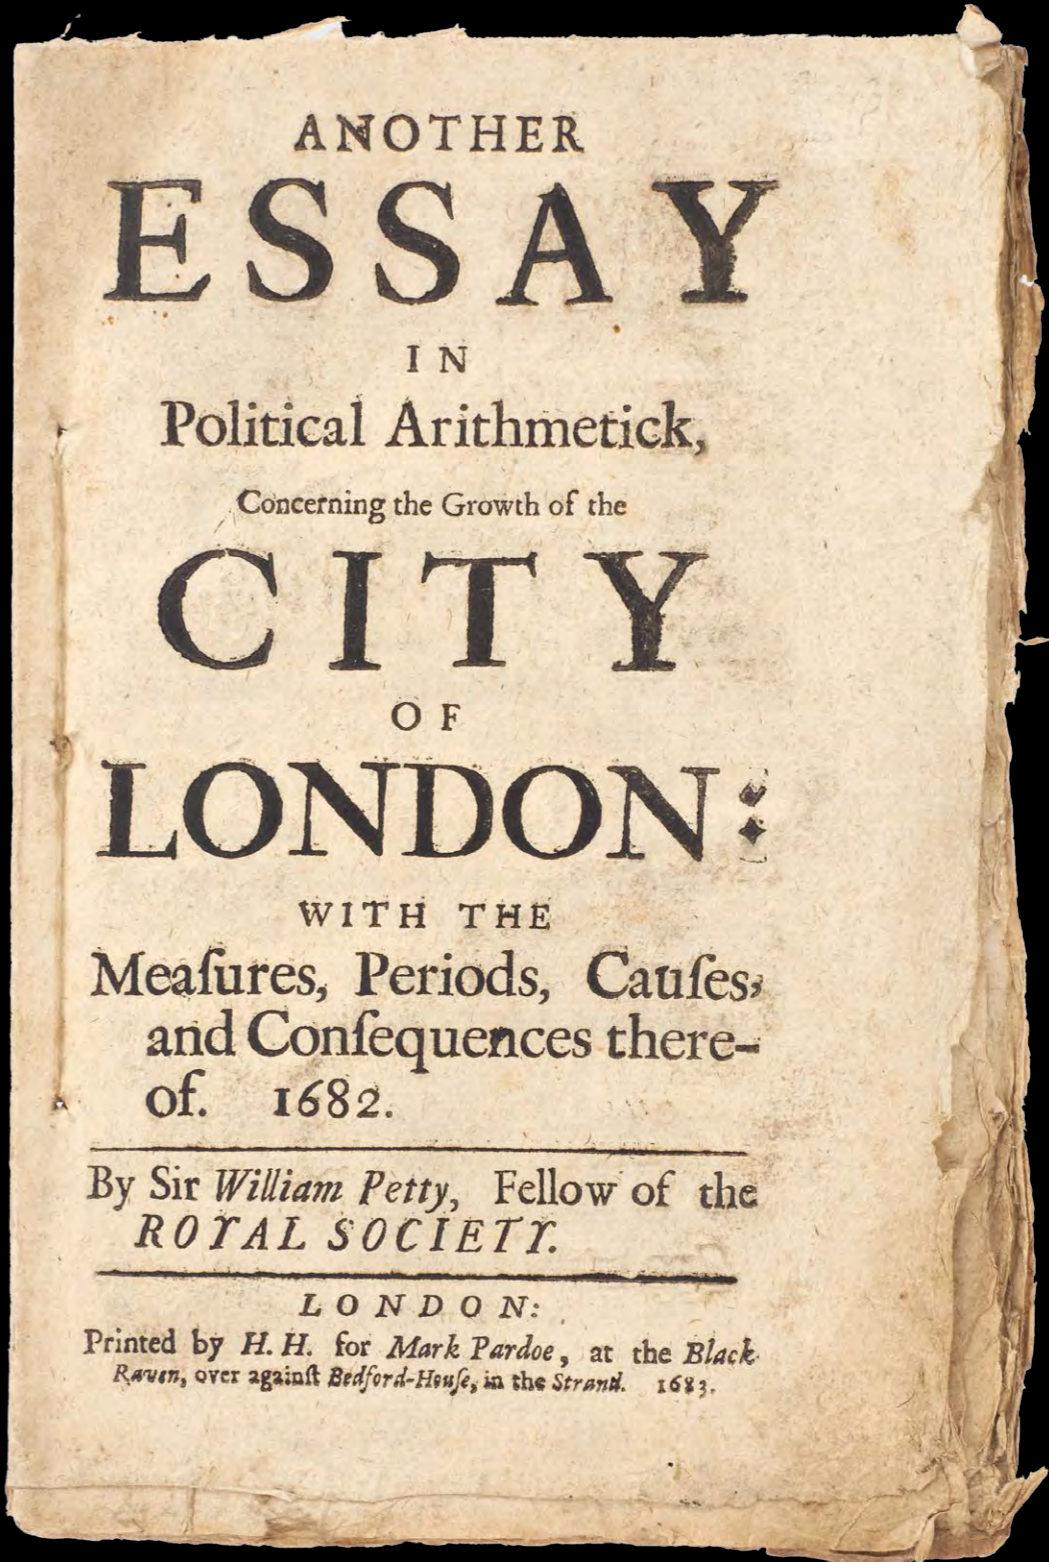 ANOTHER
ESSAY
IN
Political Arithmetick,
Concerning the Growth of the
CITY
OF
LONDON:
WITH THE
Meaſures, Periods, Cauſes,
and Conſequences there-
of. 1682.
By Sir William Petty, Fellow of the
ROYAL SOCIETY.
LONDON:
Printed by H. H. for Mark Pardoe, at the Black
Raven, over againſt Bedford-Houſe, in the Strand. 1683.